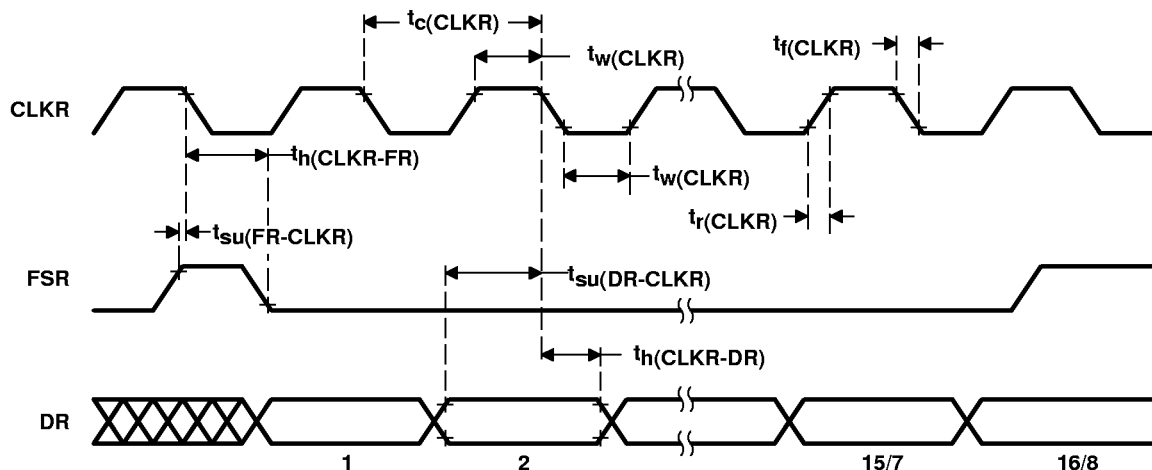 tc(CLKR)
tw(CLKR)
tf(CLKR)
CLKR
th(CLKR-FR)
tw(CLKR)
tr(CLKR)
tsu(FR-CLKR)
FSR
tsu(DR-CLKR)
th(CLKR-DR)
DR
1 2 15/7 16/8